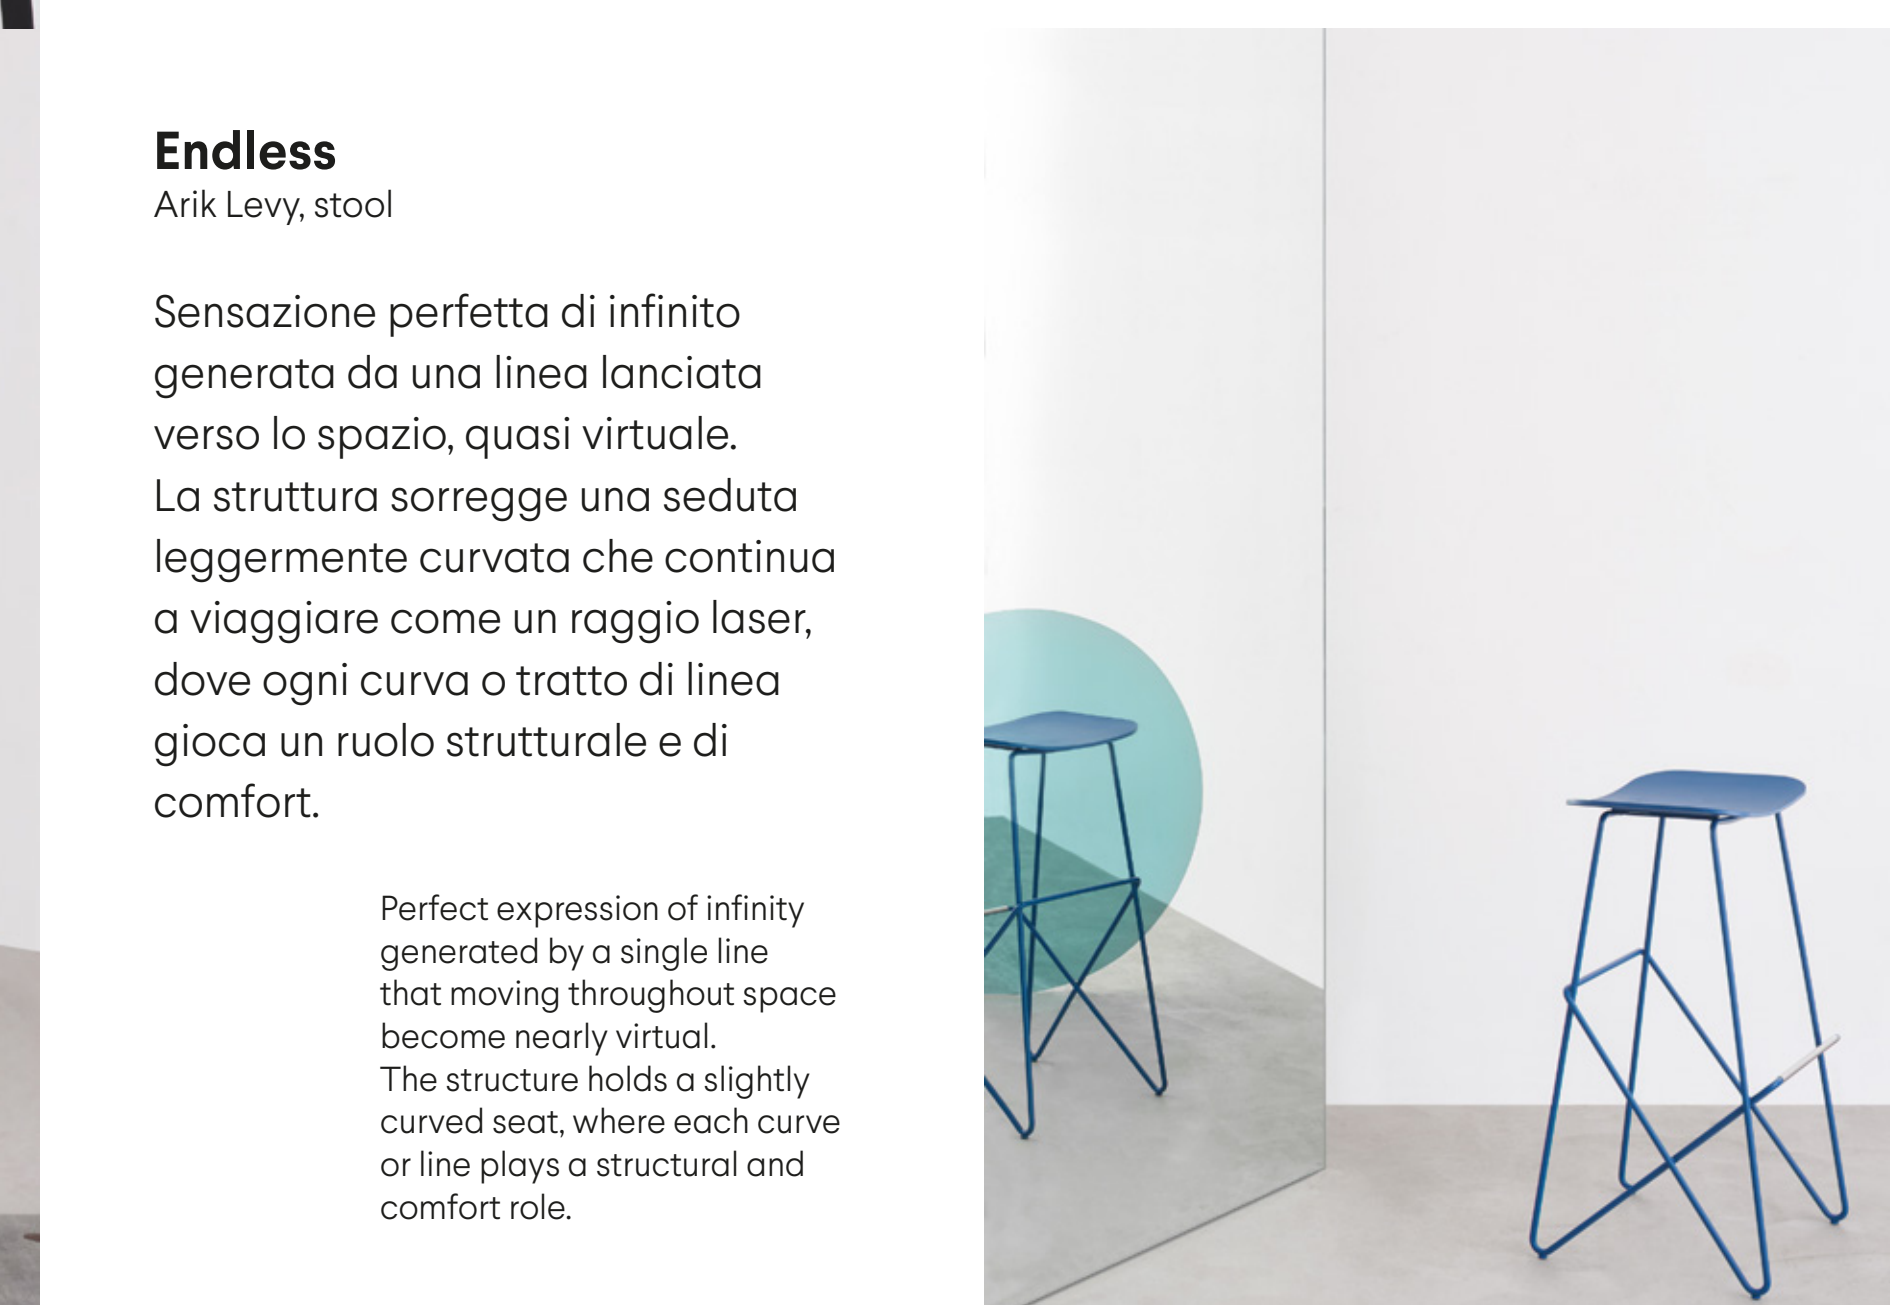 Endless
Arik Levy, stool
Sensazione perfetta di infinito
generata da una linea lanciata
verso lo spazio, quasi virtuale.
La struttura sorregge una seduta
leggermente curvata che continua
a viaggiare come un raggio laser,
dove ogni curva o tratto di linea
gioca un ruolo strutturale e di
comfort.
Perfect expression of infinity
generated by a single line
that moving throughout space
become nearly virtual.
The structure holds a slightly
curved seat, where each curve
or line plays a structural and
comfort role.